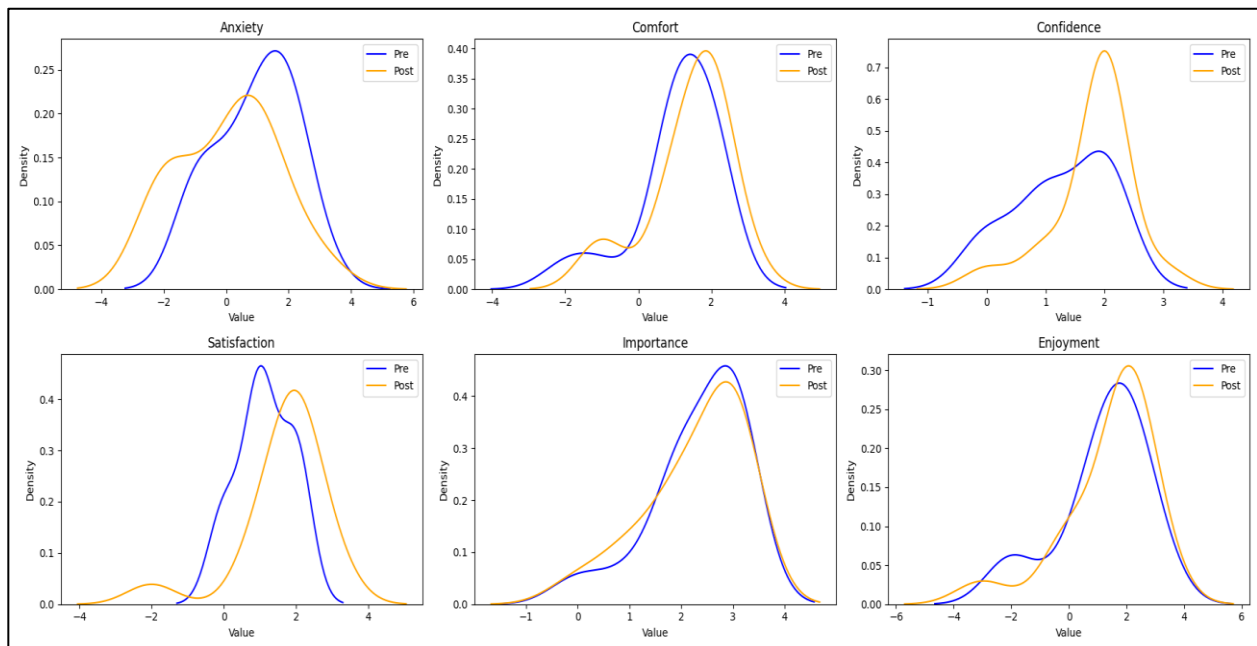 Anxiety
Pre
Post
0.25
0.20
0.15
0.10
0.05
0.00
Density
−4 −2 0 2 4 6
Value
Comfort
Pre
Post
0.40
0.35
0.30
0.25
0.20
0.15
0.10
0.05
0.00
Density
−4 −2 0 2 4
Value
Confidence
Pre
Post
0.7
0.6
0.5
0.4
0.3
0.2
0.1
0.0
Density
−1 0 1 2 3 4
Value
Satisfaction
Pre
Post
0.4
0.3
0.2
0.1
0.0
Density
−4 −2 0 2 4
Value
Importance
Pre
Post
0.4
0.3
0.2
0.1
0.0
Density
−1 0 1 2 3 4
Value
Enjoyment
Pre
Post
0.30
0.25
0.20
0.15
0.10
0.05
0.00
Density
−6 −4 −2 0 2 4 6
Value